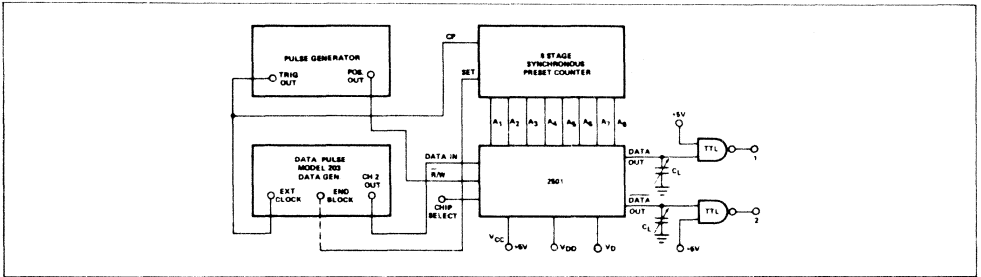 PULSE GENERATOR
TRIG OUT
POS. OUT
CP
SET
8 STAGE
SYNCHRONOUS
PRESET COUNTER
A1 A2 A3 A4 A5 A6 A7 A8
DATA PULSE
MODEL 203
DATA GEN
EXT CLOCK
END BLOCK
CH 2 OUT
DATA IN
R̅/W
CHIP SELECT
2501
VCC
+5V
VDD
VD
DATA OUT
CL
+5V
TTL
1
D̅A̅T̅A̅ OUT
CL
TTL
2
+5V